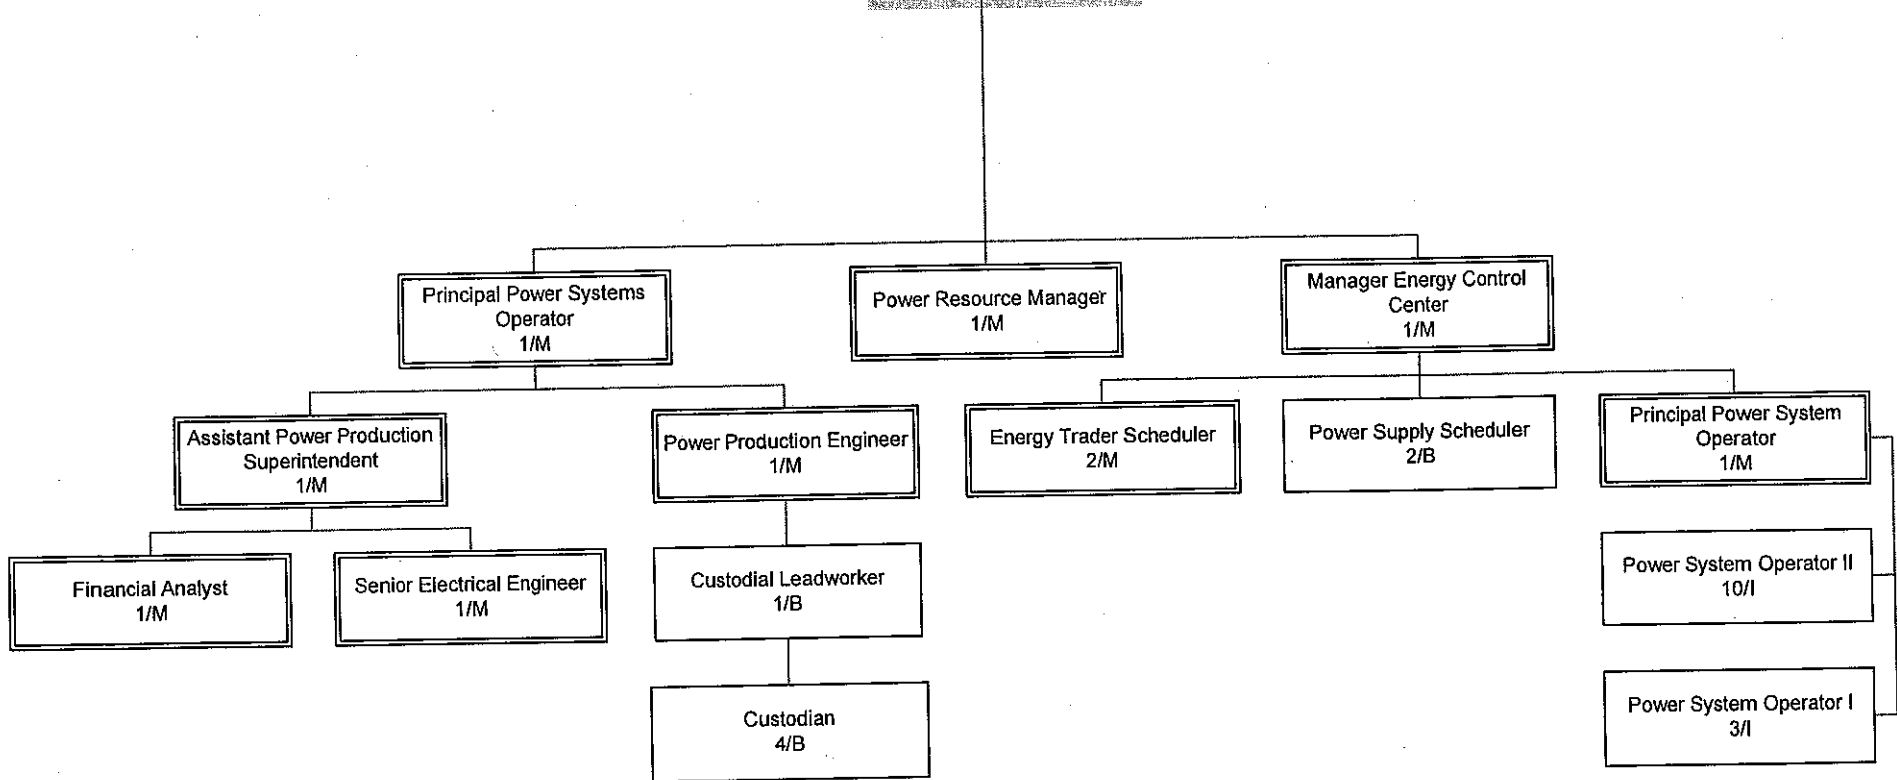 Principal Power Systems
Operator
1/M
Power Resource Manager
1/M
Manager Energy Control
Center
1/M
Assistant Power Production
Superintendent
1/M
Power Production Engineer
1/M
Energy Trader Scheduler
2/M
Power Supply Scheduler
2/B
Principal Power System
Operator
1/M
Financial Analyst
1/M
Senior Electrical Engineer
1/M
Custodial Leadworker
1/B
Power System Operator II
10/I
Custodian
4/B
Power System Operator I
3/I